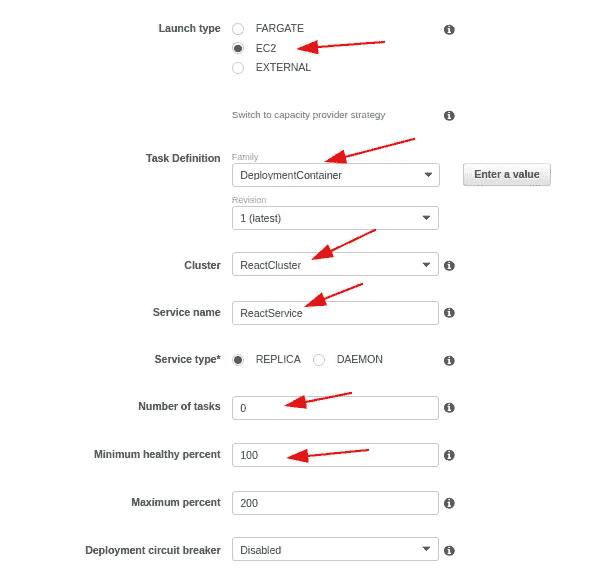 Launch type
FARGATE
EC2
EXTERNAL
Switch to capacity provider strategy
Task Definition
Family
DeploymentContainer
Enter a value
Revision
1 (latest)
Cluster
ReactCluster
Service name
ReactService
Service type*
REPLICA DAEMON
Number of tasks
0
Minimum healthy percent
100
Maximum percent
200
Deployment circuit breaker
Disabled